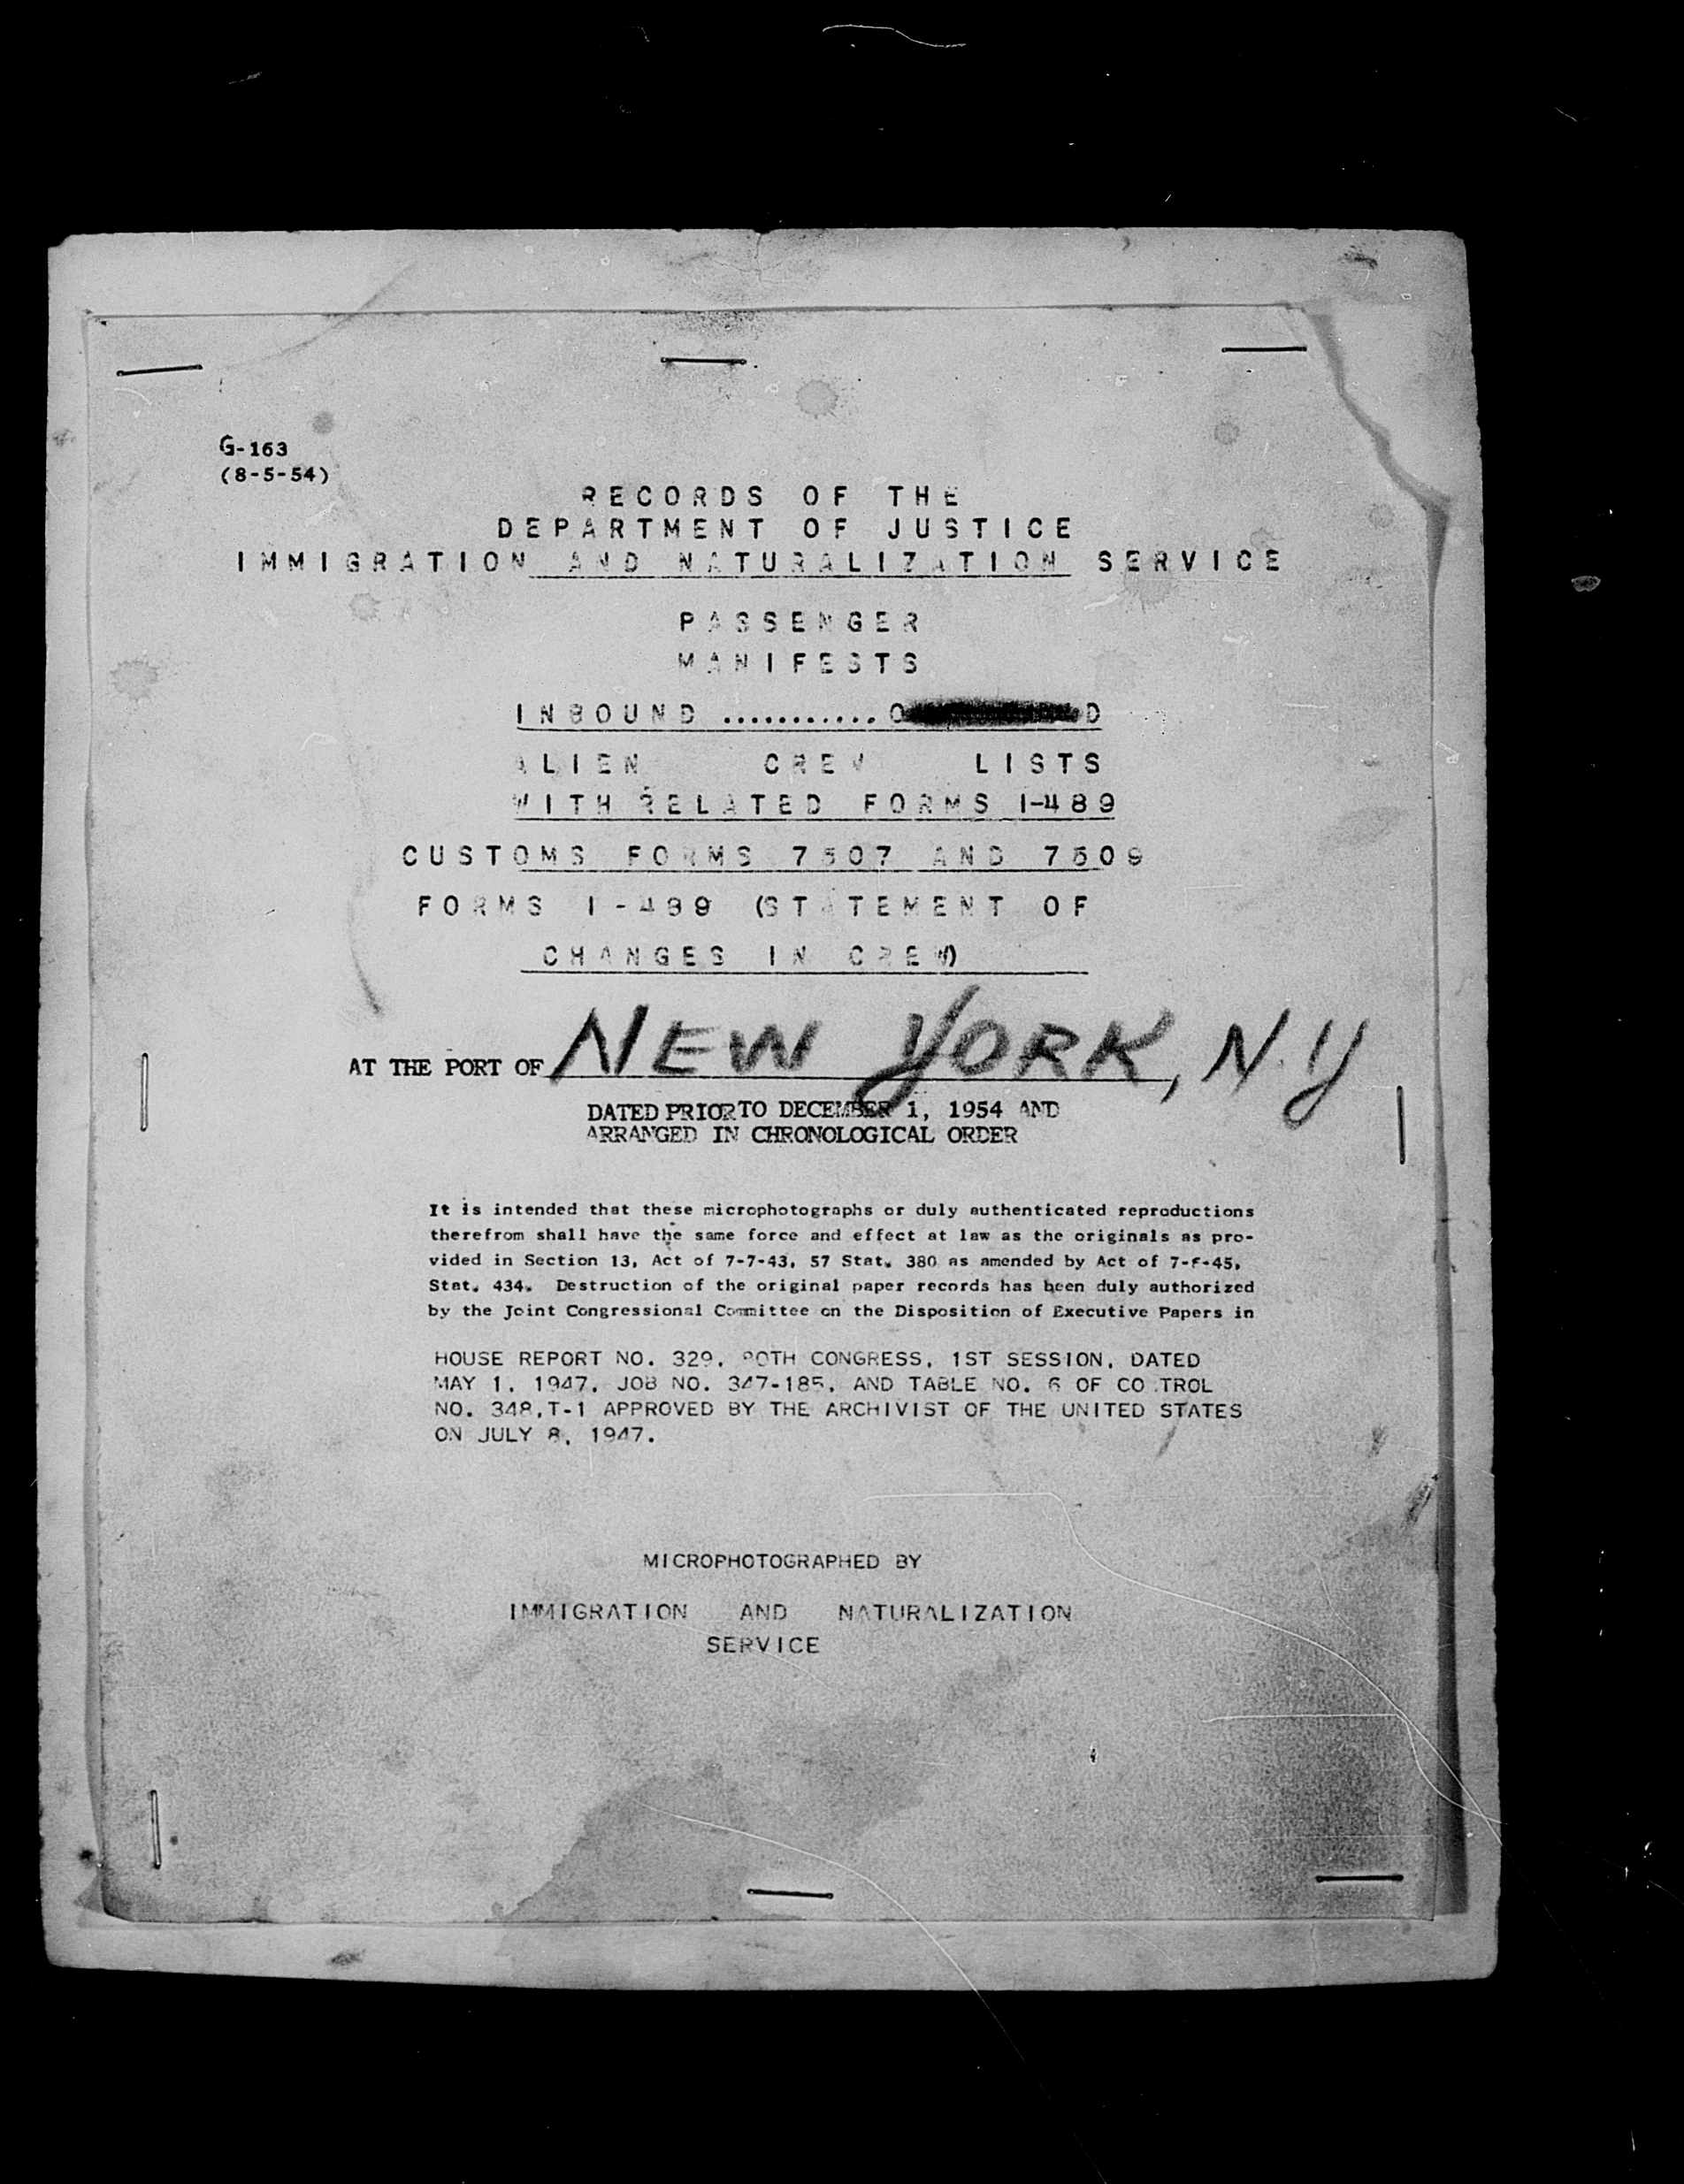 G-163
(8-5-54)
RECORDS OF THE
DEPARTMENT OF JUSTICE
IMMIGRATION AND NATURALIZATION SERVICE
PASSENGER
MANIFESTS
INBOUND ...........O D
ALIEN CREW LISTS
WITH RELATED FORMS I-489
CUSTOMS FORMS 7507 AND 7509
FORMS I-489 (STATEMENT OF
CHANGES IN CREW)
AT THE PORT OF NEW YORK, N.Y
DATED PRIOR TO DECEMBER 1, 1954 AND
ARRANGED IN CHRONOLOGICAL ORDER
It is intended that these microphotographs or duly authenticated reproductions
therefrom shall have the same force and effect at law as the originals as pro-
vided in Section 13, Act of 7-7-43, 57 Stat. 380 as amended by Act of
Stat. 434. Destruction of the original paper records has been duly authorized
by the Joint Congressional Committee on the Disposition of Executive Papers in
HOUSE REPORT NO. 329, 80TH CONGRESS, 1ST SESSION, DATED
MAY 1, 1947, JOB NO. 347-185, AND TABLE NO. 6 OF CO TROL
NO. 348,T-1 APPROVED BY THE ARCHIVIST OF THE UNITED STATES
ON JULY 8, 1947.
MICROPHOTOGRAPHED BY
IMMIGRATION AND NATURALIZATION
SERVICE